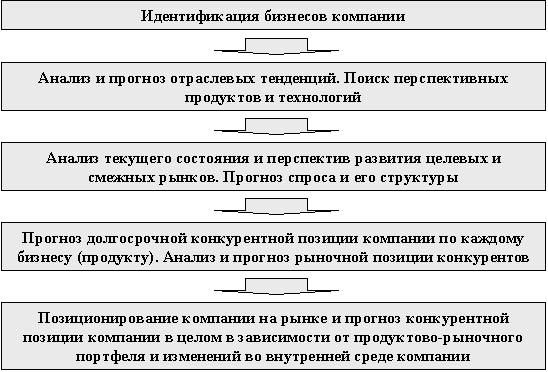 Идентификация бизнесов компании
Анализ и прогноз отраслевых тенденций. Поиск перспективных
продуктов и технологий
Анализ текущего состояния и перспектив развития целевых и
смежных рынков. Прогноз спроса и его структуры
Прогноз долгосрочной конкурентной позиции компании по каждому
бизнесу (продукту). Анализ и прогноз рыночной позиции конкурентов
Позиционирование компании на рынке и прогноз конкурентной
позиции компании в целом в зависимости от продуктово-рыночного
портфеля и изменений во внутренней среде компании